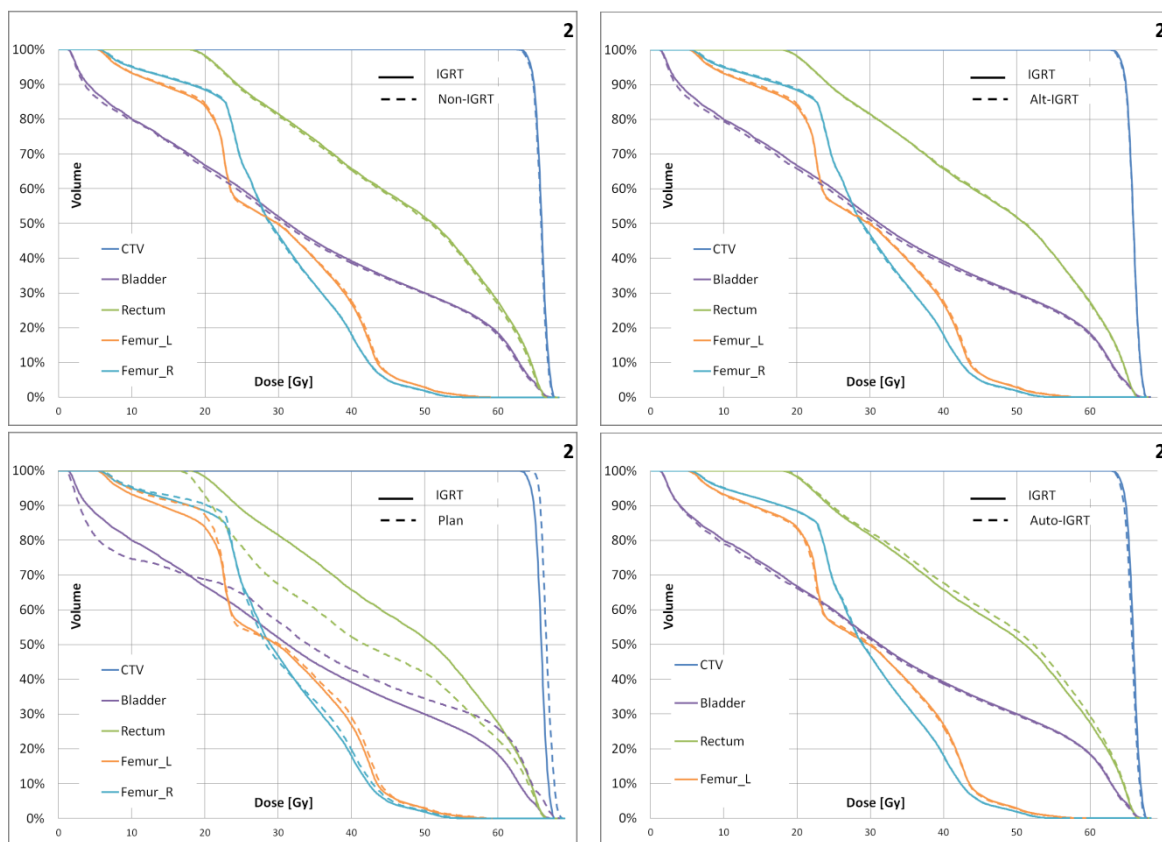 2
100%
90%
80%
70%
60%
50%
40%
30%
20%
10%
0%
Volume
IGRT
Non-IGRT
CTV
Bladder
Rectum
Femur_L
Femur_R
Dose [Gy]
0 10 20 30 40 50 60
2
100%
90%
80%
70%
60%
50%
40%
30%
20%
10%
0%
Volume
IGRT
Alt-IGRT
CTV
Bladder
Rectum
Femur_L
Femur_R
Dose [Gy]
0 10 20 30 40 50 60
2
100%
90%
80%
70%
60%
50%
40%
30%
20%
10%
0%
Volume
IGRT
Plan
CTV
Bladder
Rectum
Femur_L
Femur_R
Dose [Gy]
0 10 20 30 40 50 60
2
100%
90%
80%
70%
60%
50%
40%
30%
20%
10%
0%
Volume
IGRT
Auto-IGRT
CTV
Bladder
Rectum
Femur_L
Dose [Gy]
0 10 20 30 40 50 60